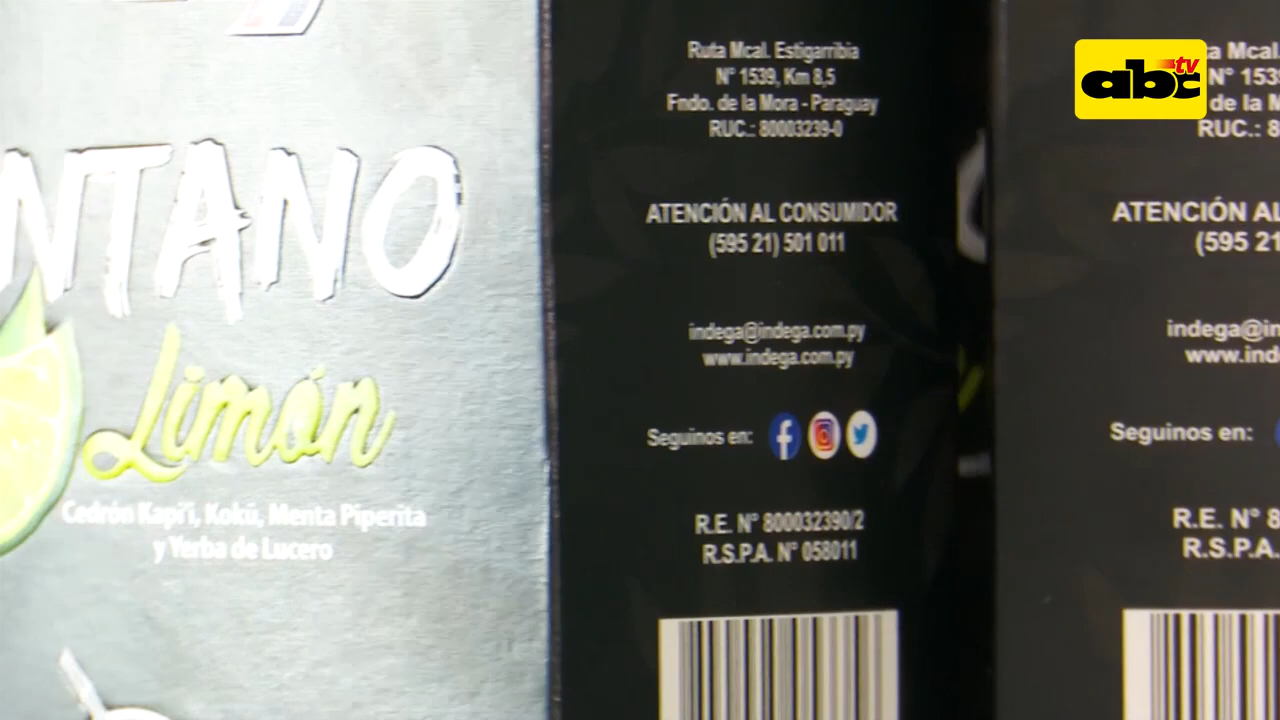 NTANO
Limón
Cedrón Kapi'i, Kokũ, Menta Piperita
y Yerba de Lucero
Ruta Mcal. Estigarribia
N° 1539, Km 8,5
Fndo. de la Mora - Paraguay
RUC.: 80003239-0
ATENCIÓN AL CONSUMIDOR
(595 21) 501 011
indega@indega.com.py
www.indega.com.py
Seguinos en:
R.E. N° 800032390/2
R.S.P.A. N° 058011
abc tv
a Mcal.
N° 153
de la M
RUC.: 8
ATENCIÓN AL
(595 21
indega@in
www.ind
Seguinos en:
R.E. N° 8
R.S.P.A.